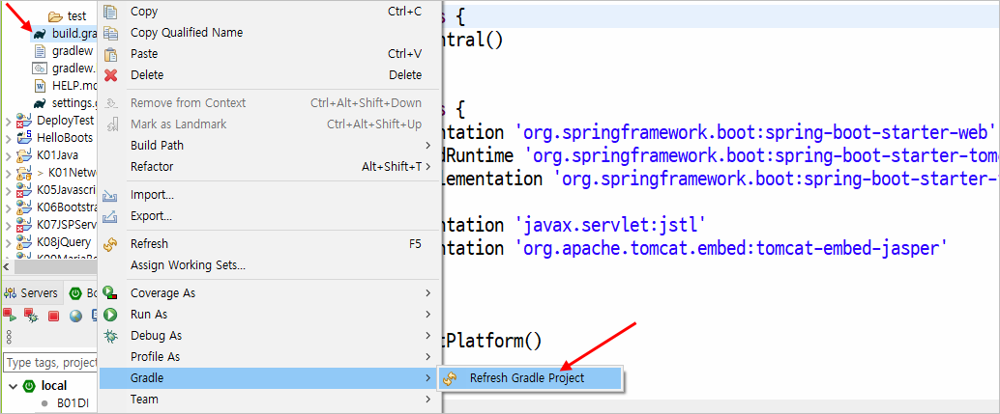 test
build.gra
gradlew
gradlew.
HELP.mc
settings.g
DeployTest
HelloBoots
K01Java
> K01Netwo
K05Javascri
K06Bootstra
K07JSPServ
K08jQuery
Servers
Bo
Type tags, project
local
B01DI
Copy Ctrl+C
Copy Qualified Name
Paste Ctrl+V
Delete Delete
Remove from Context Ctrl+Alt+Shift+Down
Mark as Landmark Ctrl+Alt+Shift+Up
Build Path
Refactor Alt+Shift+T
Import...
Export...
Refresh F5
Assign Working Sets...
Coverage As
Run As
Debug As
Profile As
Gradle
Team
Refresh Gradle Project
s {
ntral()
s {
entation 'org.springframework.boot:spring-boot-starter-web'
dRuntime 'org.springframework.boot:spring-boot-starter-tom
lementation 'org.springframework.boot:spring-boot-starter-
entation 'javax.servlet:jstl'
entation 'org.apache.tomcat.embed:tomcat-embed-jasper'
tPlatform()